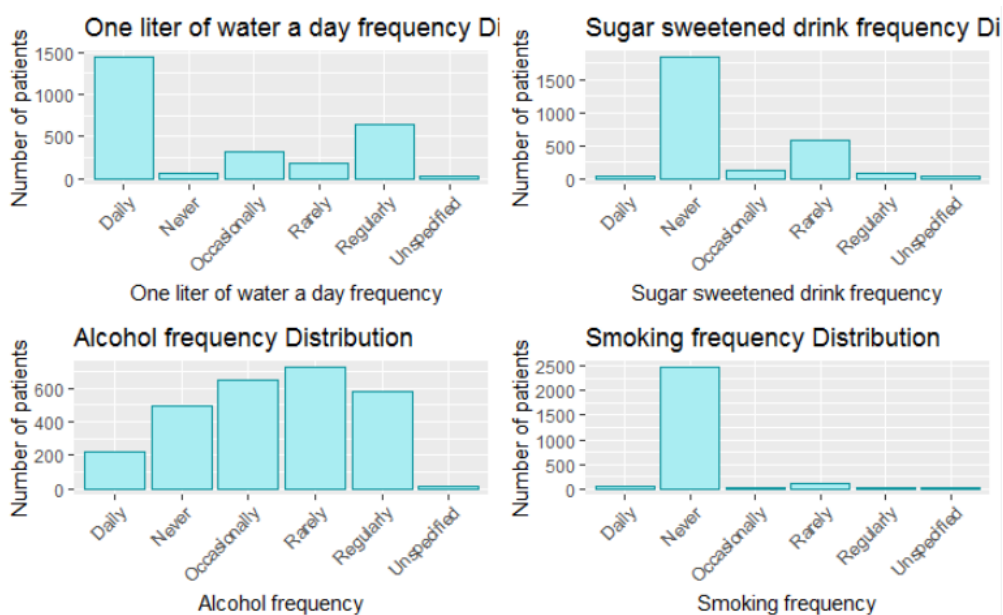 One liter of water a day frequency Di
Number of patients
1500
1000
500
0
Daily
Never
Occasionally
Rarely
Regularly
Unspecified
One liter of water a day frequency
Sugar sweetened drink frequency Di
Number of patients
1500
1000
500
0
Daily
Never
Occasionally
Rarely
Regularly
Unspecified
Sugar sweetened drink frequency
Alcohol frequency Distribution
Number of patients
600
400
200
0
Daily
Never
Occasionally
Rarely
Regularly
Unspecified
Alcohol frequency
Smoking frequency Distribution
Number of patients
2500
2000
1500
1000
500
0
Daily
Never
Occasionally
Rarely
Regularly
Unspecified
Smoking frequency